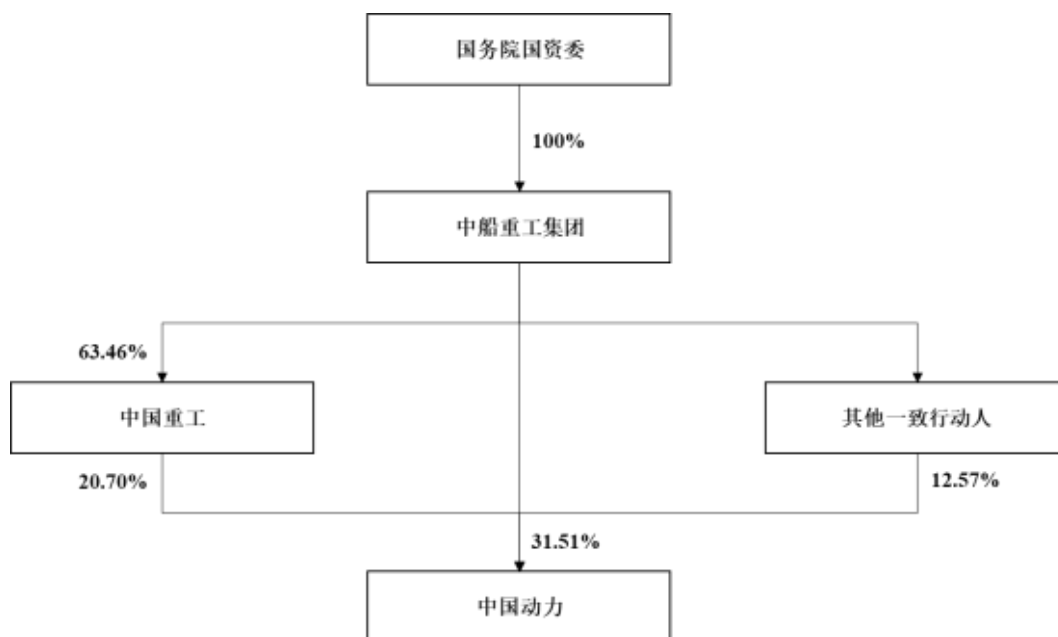 国务院国资委
100%
中船重工集团
63.46%
中国重工
其他一致行动人
20.70%
12.57%
31.51%
中国动力